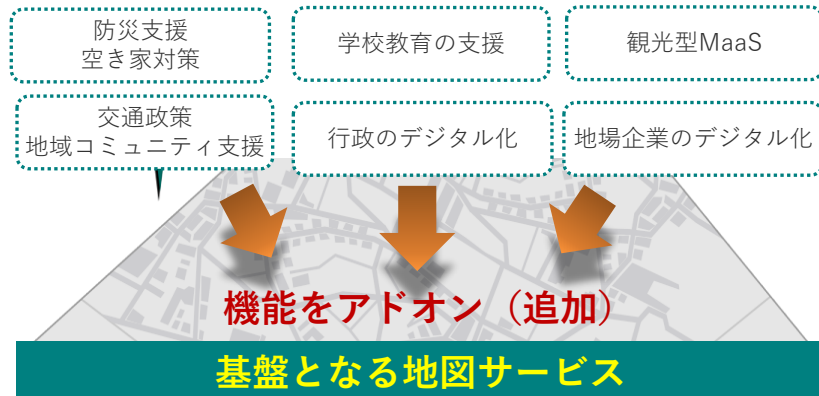 防災支援
空き家対策
学校教育の支援
観光型MaaS
交通政策
地域コミュニティ支援
行政のデジタル化
地場企業のデジタル化
機能をアドオン（追加）
基盤となる地図サービス